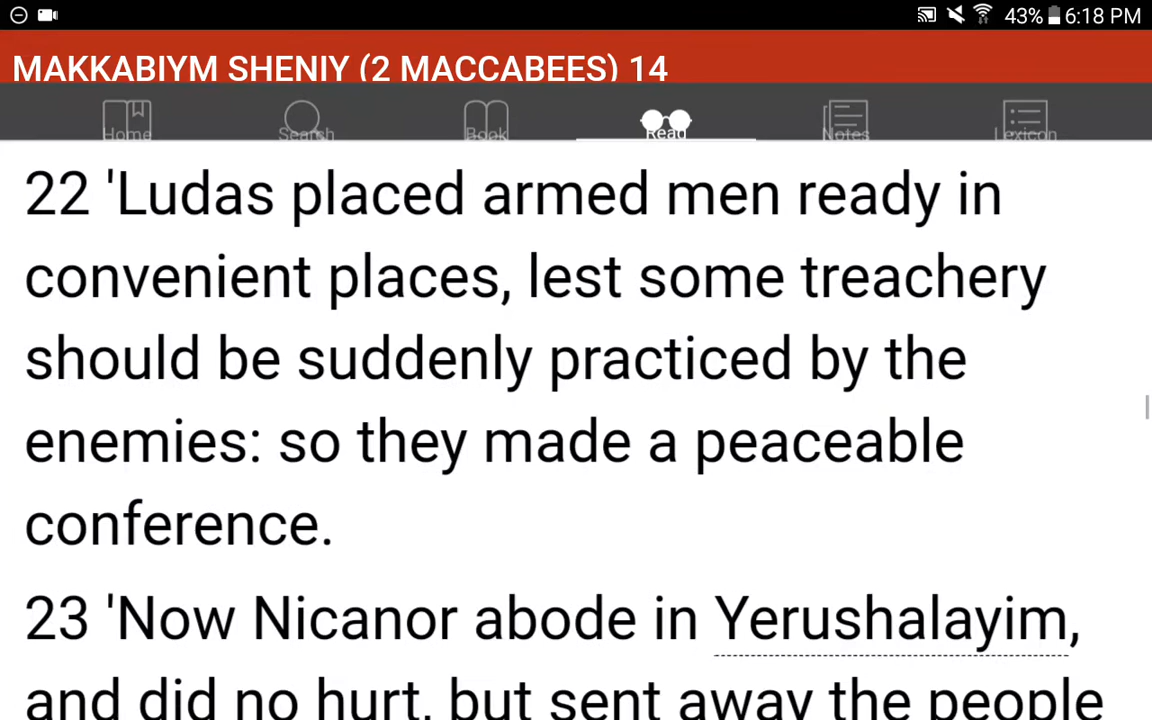 43% 6:18 PM
MAKKABIYM SHENIY (2 MACCABEES) 14
Home Search Book Read Notes Lexicon
22 'Ludas placed armed men ready in
convenient places, lest some treachery
should be suddenly practiced by the
enemies: so they made a peaceable
conference.
23 'Now Nicanor abode in Yerushalayim,
and did no hurt, but sent away the people